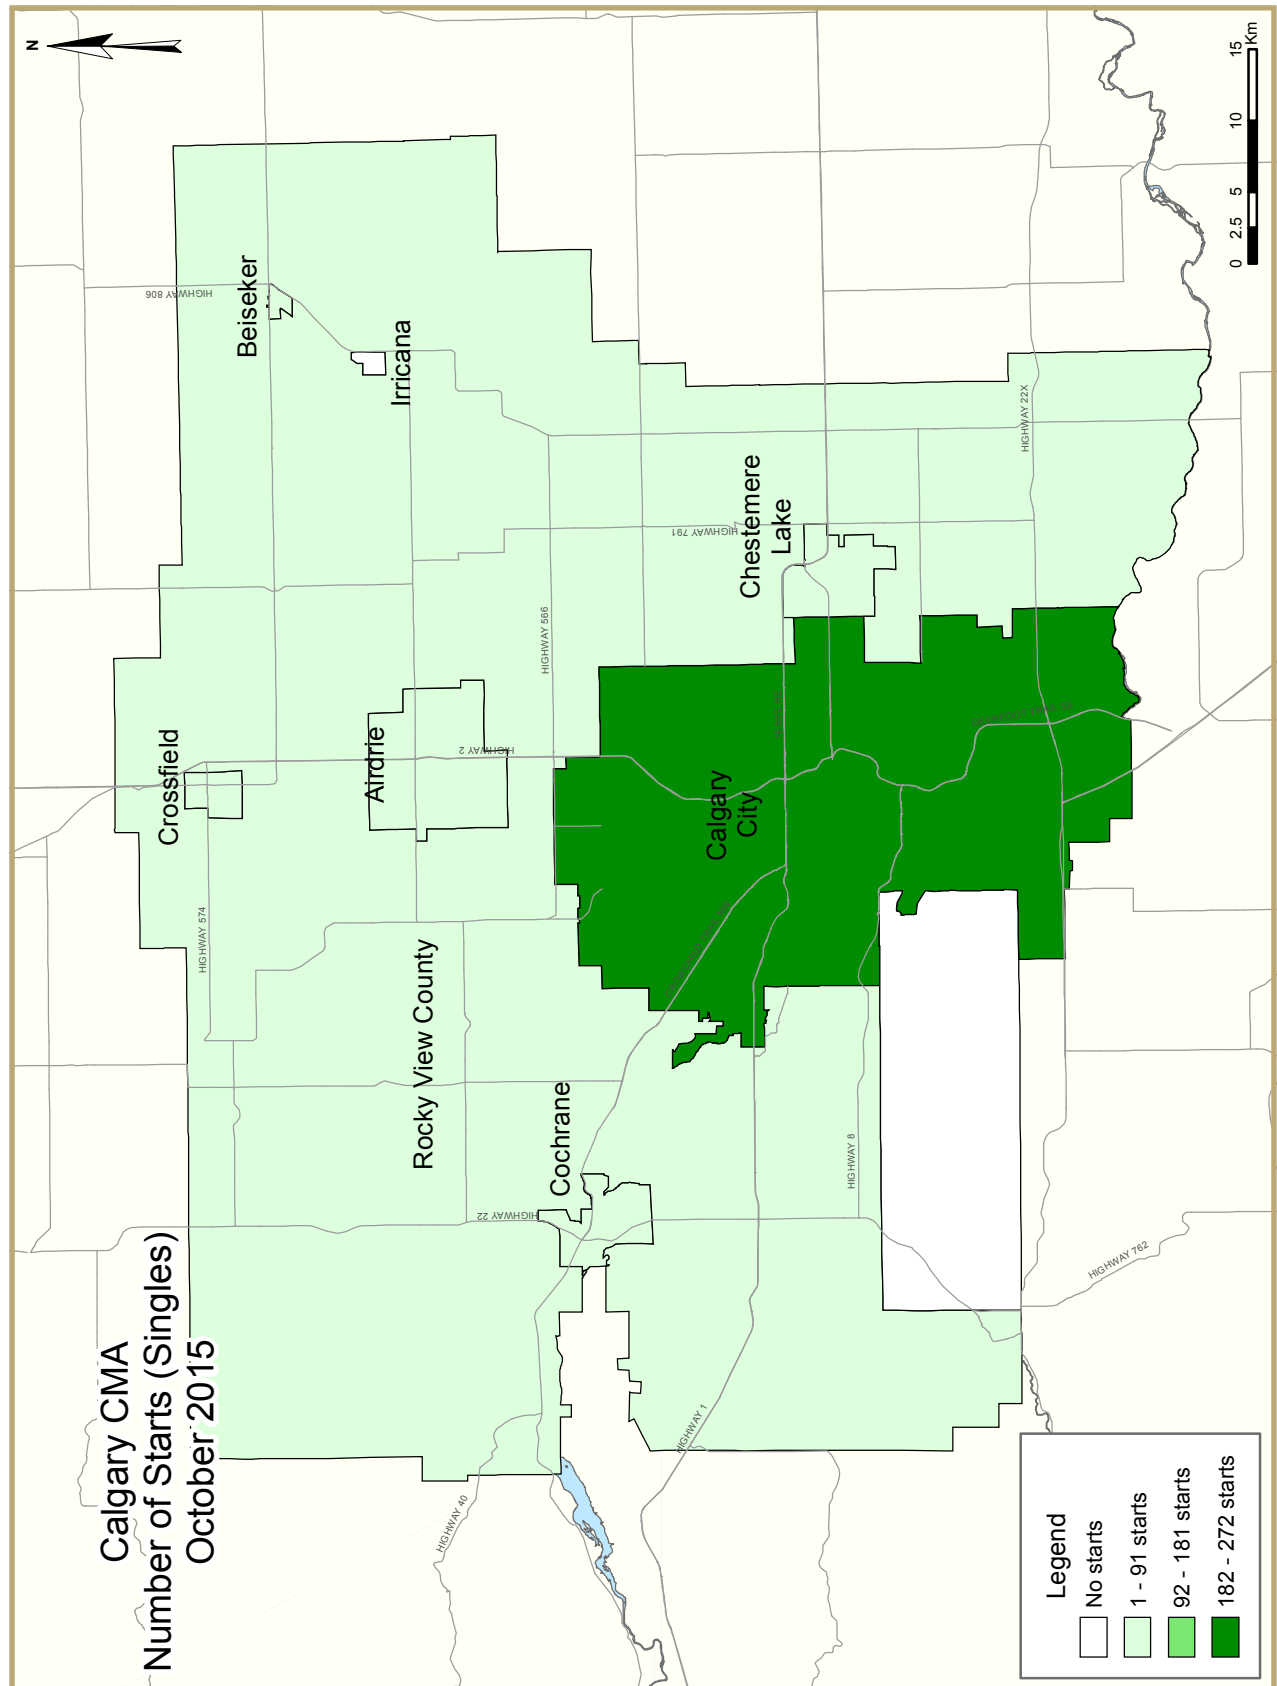 Calgary CMA
Number of Starts (Singles)
October 2015
N
Crossfield
Beiseker
Irricana
Airdrie
Rocky View County
Cochrane
Calgary
City
Chestemere
Lake
HIGHWAY 806
HIGHWAY 574
HIGHWAY 2
HIGHWAY 566
HIGHWAY 791
HIGHWAY 22X
HIGHWAY 22
HIGHWAY 8
HIGHWAY 1
HIGHWAY 40
HIGHWAY 762
Legend
No starts
1 - 91 starts
92 - 181 starts
182 - 272 starts
0 2.5 5 10 15
Km